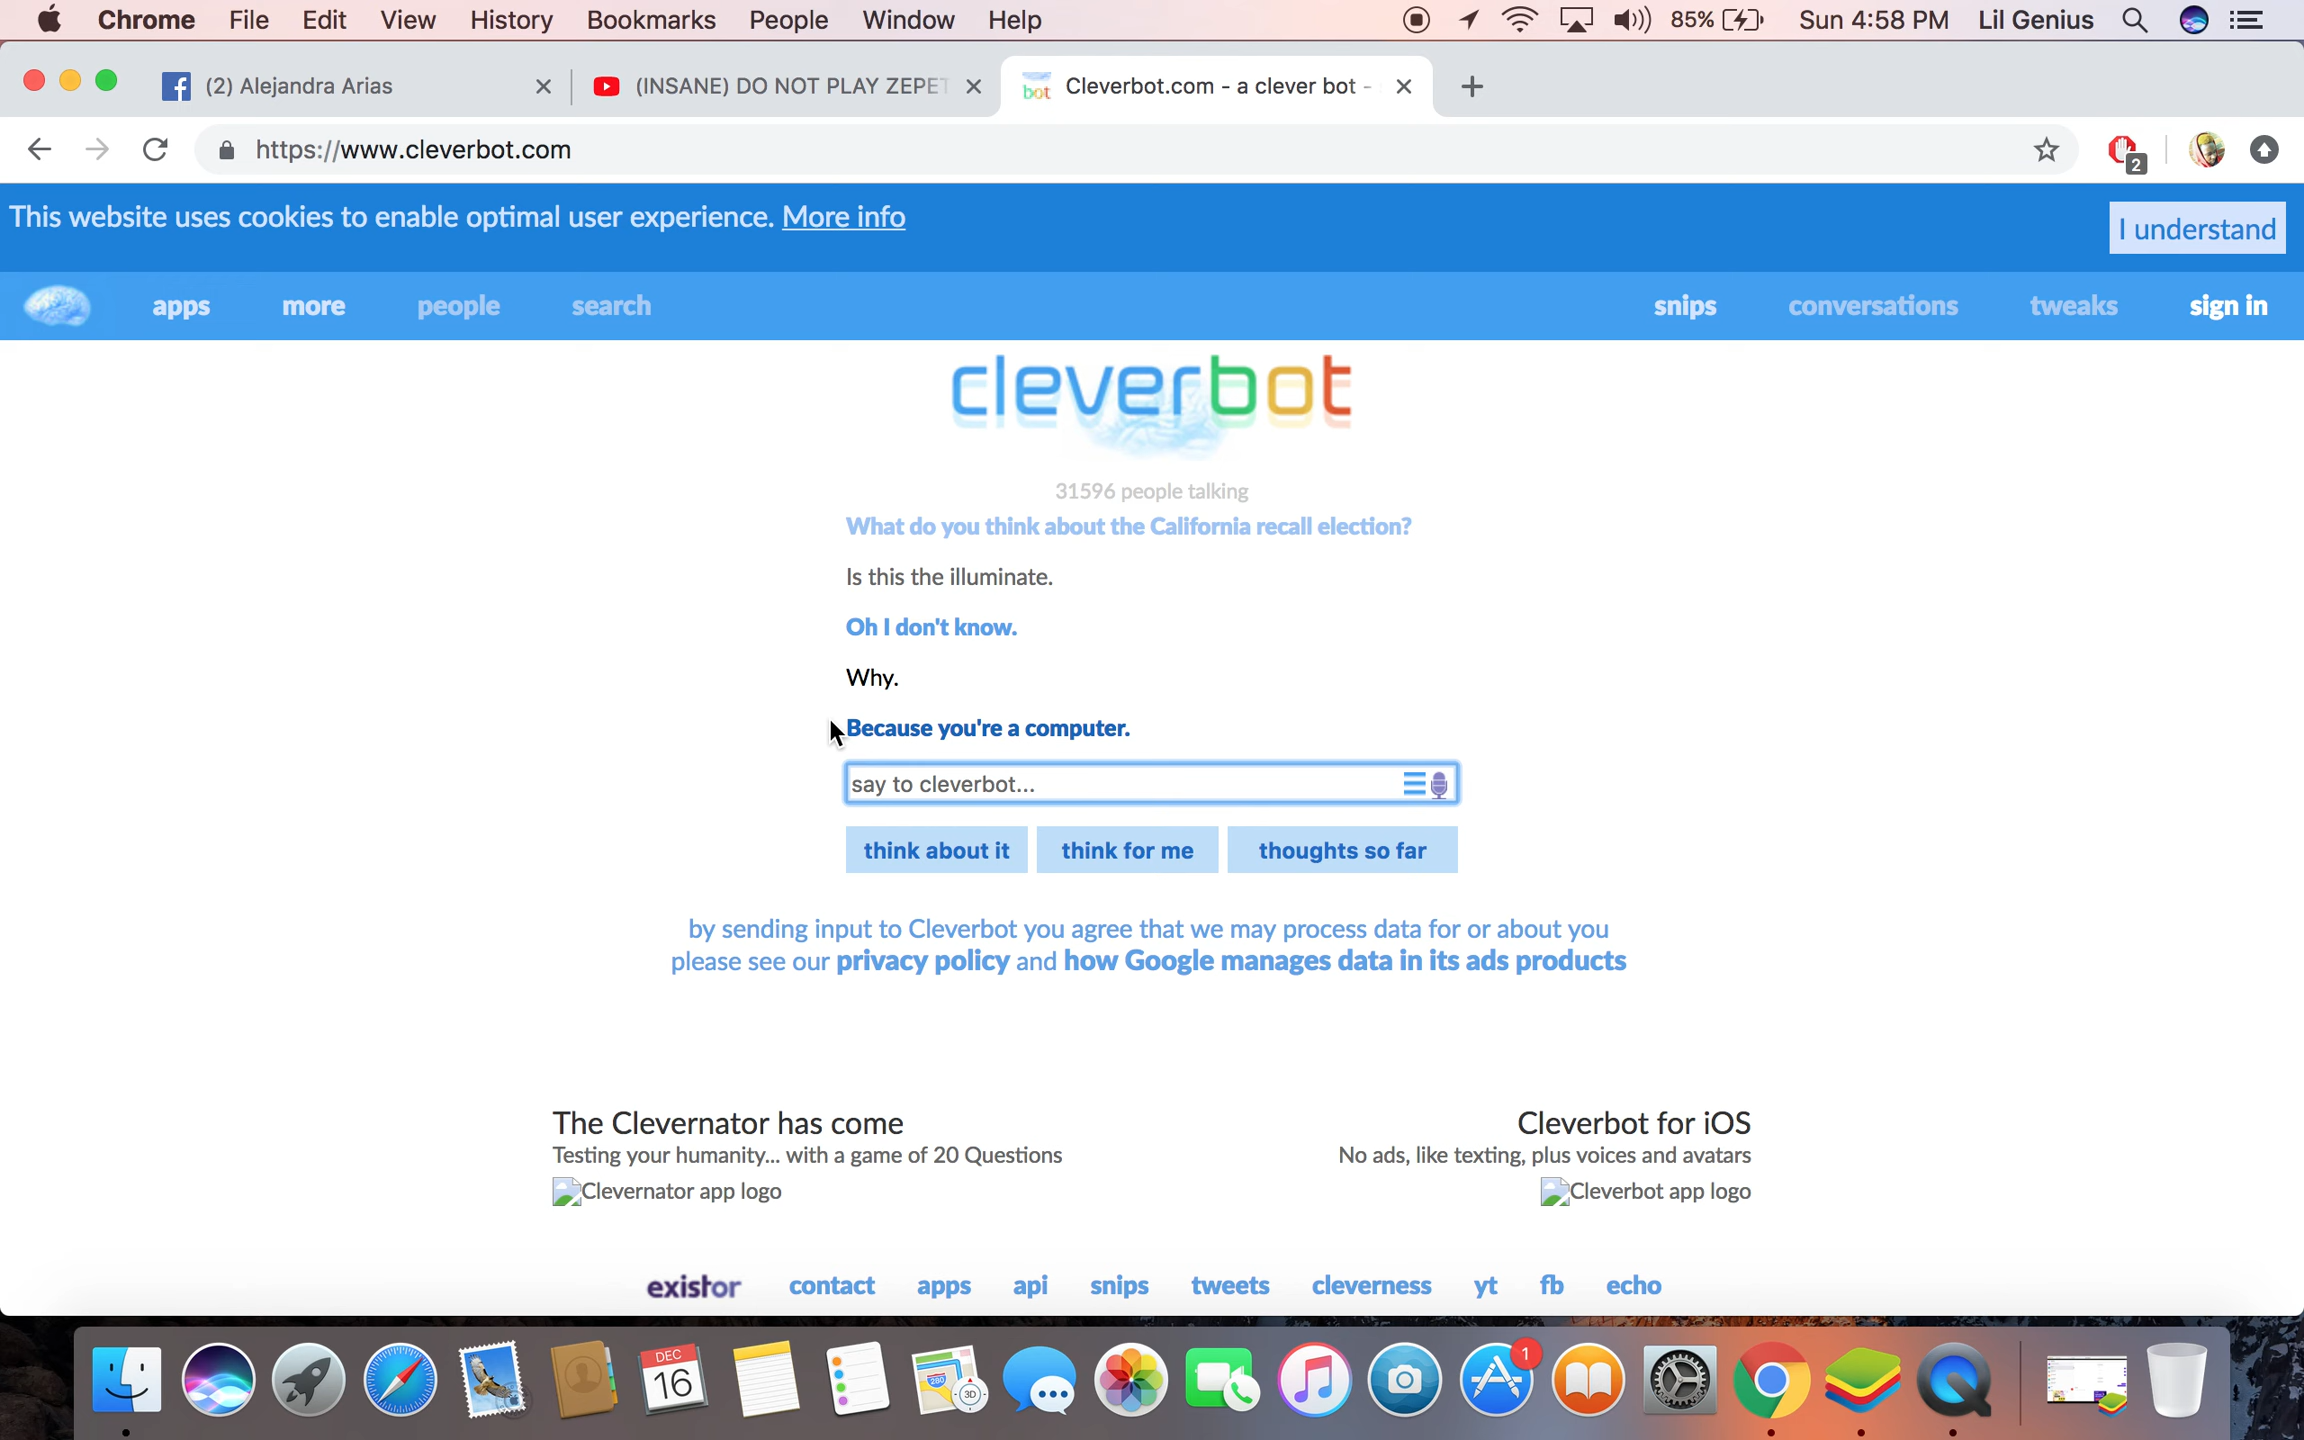 Chrome File Edit View History Bookmarks People Window Help 85% Sun 4:58 PM Lil Genius
(2) Alejandra Arias
(INSANE) DO NOT PLAY ZEPET
bot Cleverbot.com - a clever bot -
https://www.cleverbot.com
2
This website uses cookies to enable optimal user experience. More info
I understand
apps more people search snips conversations tweaks sign in
cleverbot
31596 people talking
What do you think about the California recall election?
Is this the illuminate.
Oh I don't know.
Why.
Because you're a computer.
say to cleverbot...
think about it think for me thoughts so far
by sending input to Cleverbot you agree that we may process data for or about you
please see our privacy policy and how Google manages data in its ads products
The Clevernator has come
Testing your humanity... with a game of 20 Questions
Clevernator app logo
Cleverbot for iOS
No ads, like texting, plus voices and avatars
Cleverbot app logo
existor contact apps api snips tweets cleverness yt fb echo
DEC
16
280
3D
1